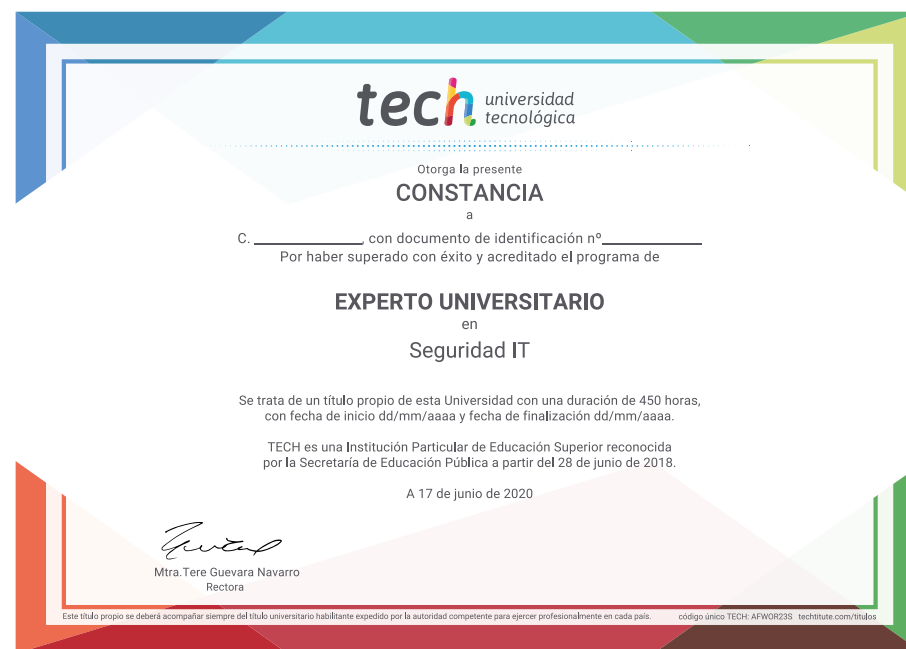 tech universidad
tecnológica
Otorga la presente
CONSTANCIA
a
C. ____________, con documento de identificación nº____________
Por haber superado con éxito y acreditado el programa de
EXPERTO UNIVERSITARIO
en
Seguridad IT
Se trata de un título propio de esta Universidad con una duración de 450 horas,
con fecha de inicio dd/mm/aaaa y fecha de finalización dd/mm/aaaa.
TECH es una Institución Particular de Educación Superior reconocida
por la Secretaría de Educación Pública a partir del 28 de junio de 2018.
A 17 de junio de 2020
Mtra.Tere Guevara Navarro
Rectora
Este título propio se deberá acompañar siempre del título universitario habilitante expedido por la autoridad competente para ejercer profesionalmente en cada país. código único TECH: AFWOR23S techtitute.com/titulos